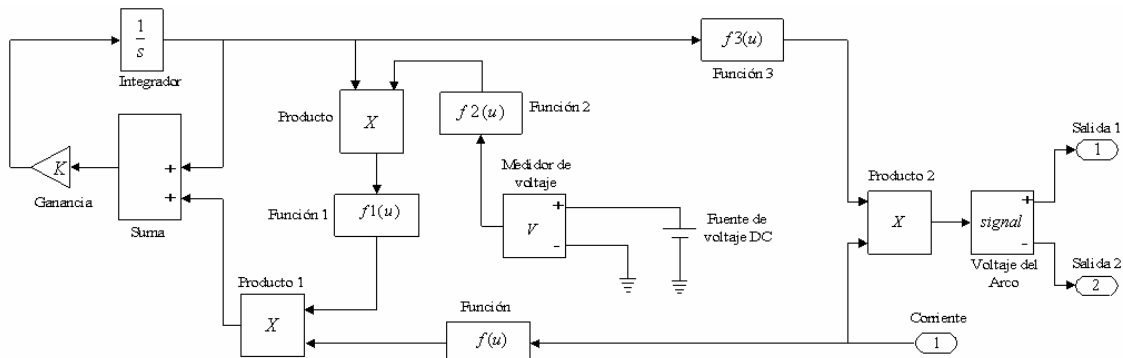 1
s
Integrador
f3(u)
Función 3
Producto
X
f2(u)
Función 2
K
Ganancia
+
+
Suma
Función 1
f1(u)
Medidor de
voltaje
V
+
-
Fuente de
voltaje DC
Producto 2
X
signal
+
-
Voltaje del
Arco
Salida 1
1
Salida 2
2
Producto 1
X
Función
f(u)
Corriente
1